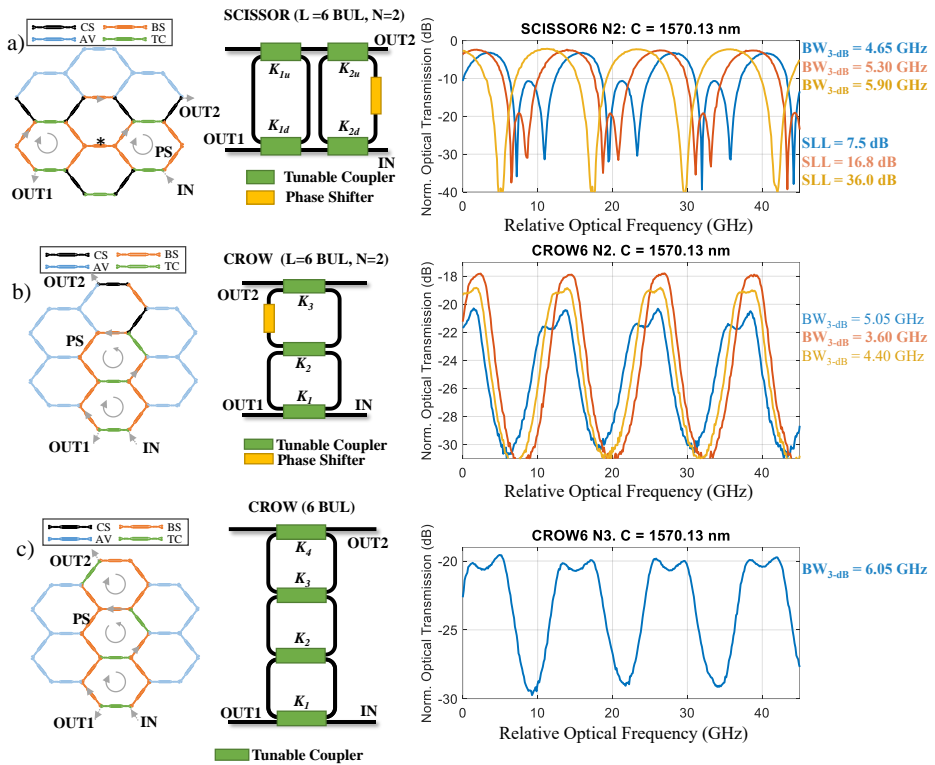 CS BS
AV TC
a)
OUT2
*
PS
OUT1
IN
SCISSOR (L =6 BUL, N=2)
OUT2
K1u
K2u
K1d
K2d
OUT1
IN
Tunable Coupler
Phase Shifter
SCISSOR6 N2: C = 1570.13 nm
Norm. Optical Transmission (dB)
0
-10
-20
-30
-40
0 10 20 30 40
Relative Optical Frequency (GHz)
BW3-dB = 4.65 GHz
BW3-dB = 5.30 GHz
BW3-dB = 5.90 GHz
SLL = 7.5 dB
SLL = 16.8 dB
SLL = 36.0 dB
CS BS
AV TC
OUT2
b)
PS
OUT1
IN
CROW (L=6 BUL, N=2)
OUT2
K3
K2
K1
OUT1
IN
Tunable Coupler
Phase Shifter
CROW6 N2. C = 1570.13 nm
Norm. Optical Transmission (dB)
-18
-20
-22
-24
-26
-28
-30
0 10 20 30 40
Relative Optical Frequency (GHz)
BW3-dB = 5.05 GHz
BW3-dB = 3.60 GHz
BW3-dB = 4.40 GHz
CS BS
AV TC
c)
OUT2
PS
OUT1
IN
CROW (6 BUL)
OUT2
K4
K3
K2
K1
OUT1
IN
Tunable Coupler
CROW6 N3. C = 1570.13 nm
Norm. Optical Transmission (dB)
-20
-30
0 10 20 30 40
Relative Optical Frequency (GHz)
BW3-dB = 6.05 GHz